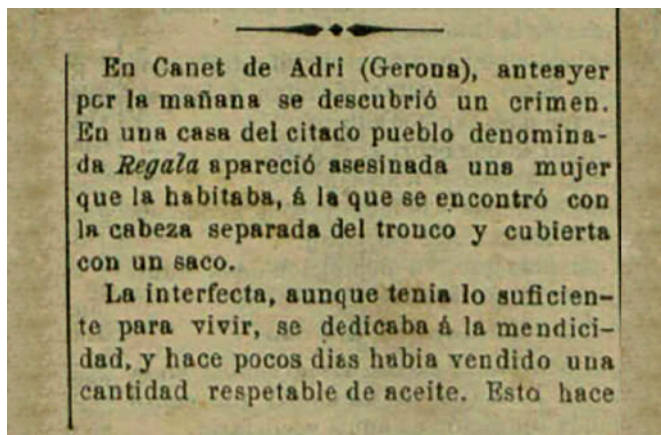 En Canet de Adri (Gerona), anteayer
por la mañana se descubrió un crimen.
En una casa del citado pueblo denomina-
da Regala apareció asesinada una mujer
que la habitaba, á la que se encontró con
la cabeza separada del tronco y cubierta
con un saco.
La interfecta, aunque tenia lo suficien-
te para vivir, se dedicaba á la mendici-
dad, y hace pocos dias habia vendido una
cantidad respetable de aceite. Esto hace